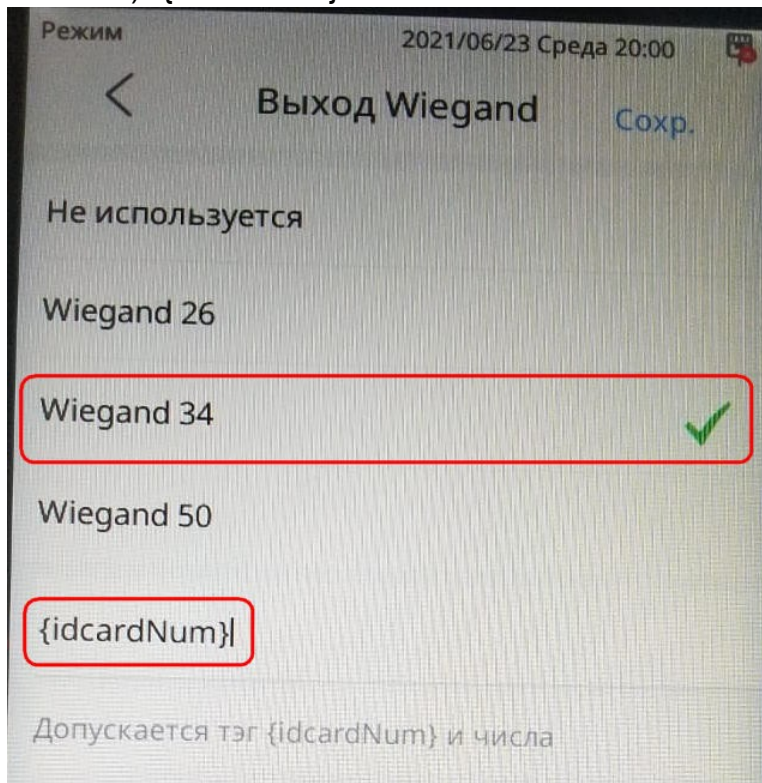 Режим 2021/06/23 Среда 20:00
Выход Wiegand Сохр.
Не используется
Wiegand 26
Wiegand 34
Wiegand 50
{idcardNum}
Допускается тэг {idcardNum} и числа